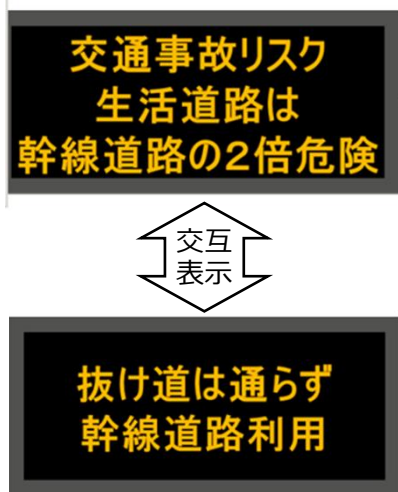 交通事故リスク
生活道路は
幹線道路の2倍危険
交互
表示
抜け道は通らず
幹線道路利用